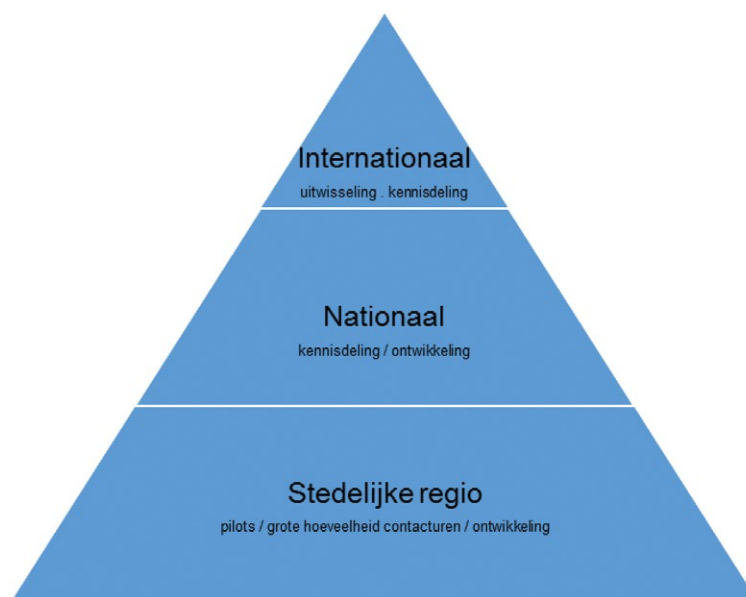 Internationaal
uitwisseling . kennisdeling
Nationaal
kennisdeling / ontwikkeling
Stedelijke regio
pilots / grote hoeveelheid contacturen / ontwikkeling